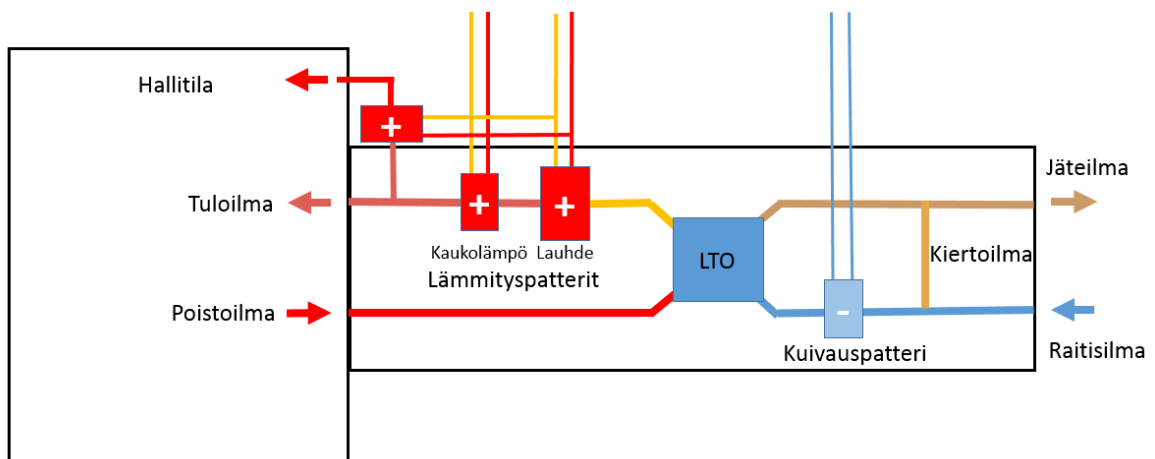 Hallitila
+
Jäteilma
Tuloilma
+
+
Kaukolämpö
Lauhde
Lämmityspatterit
LTO
Kiertoilma
Poistoilma
-
Kuivauspatteri
Raitisilma